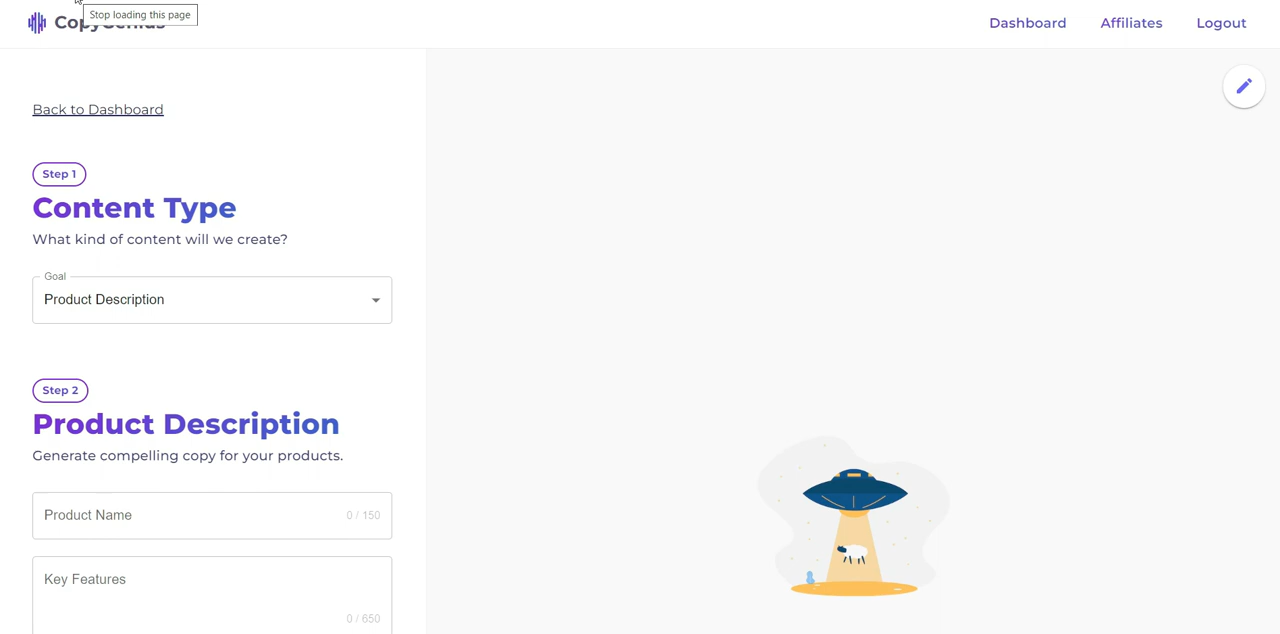 Stop loading this page
CopyGenius
Dashboard
Affiliates
Logout
Back to Dashboard
Step 1
Content Type
What kind of content will we create?
Goal
Product Description
Step 2
Product Description
Generate compelling copy for your products.
Product Name
0 / 150
Key Features
0 / 650